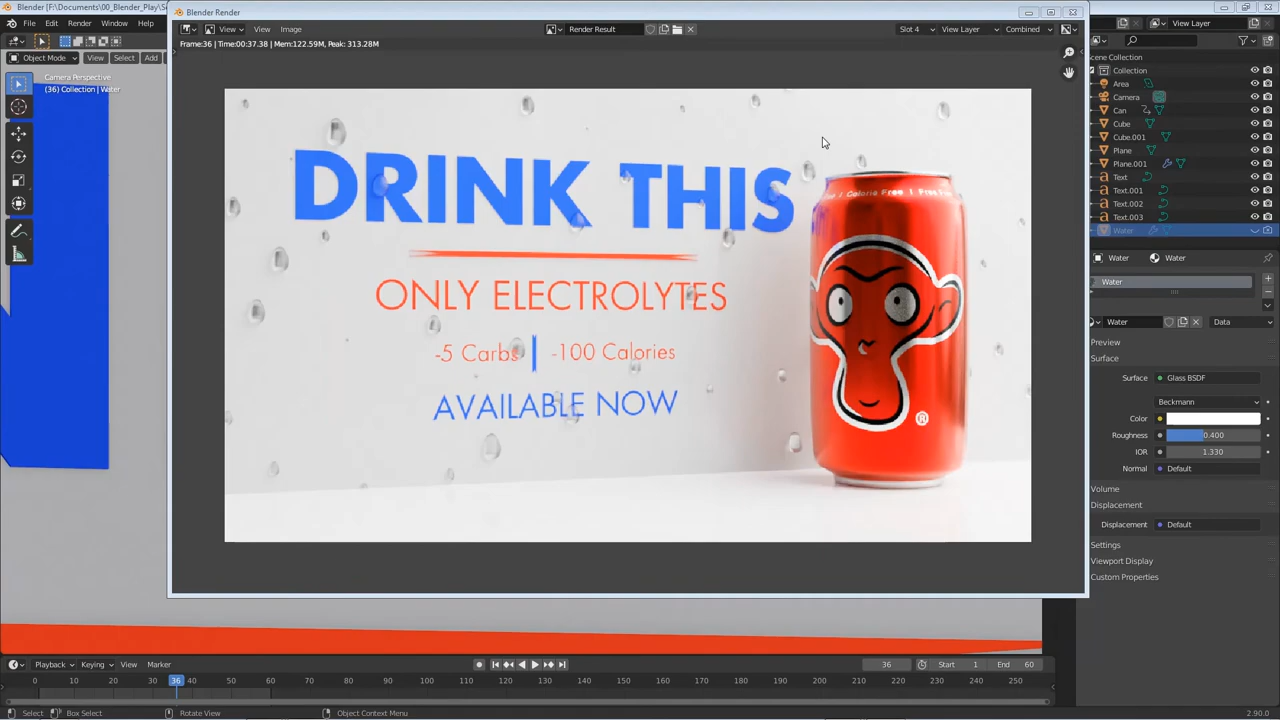 Blender [F:\Documents\00_Blender_Play\S
Blender Render
File Edit Render Window Help
View Layer
View View Image
Render Result
Slot 4 View Layer Combined
Frame:36 | Time:00:37.38 | Mem:122.59M, Peak: 313.28M
Object Mode View Select Add
Camera Perspective
(36) Collection | Water
DRINK THIS
ONLY ELECTROLYTES
-5 Carbs -100 Calories
AVAILABLE NOW
/ Calorie Free ! Free
®
Scene Collection
Collection
Area
Camera
Can
Cube
Cube.001
Plane
Plane.001
Text
Text.001
Text.002
Text.003
Water
Water Water
Water
Water Data
Preview
Surface
Surface Glass BSDF
Beckmann
Color
Roughness 0.400
IOR 1.330
Normal Default
Volume
Displacement
Displacement Default
Settings
Viewport Display
Custom Properties
Playback Keying View Marker 36 Start 1 End 60
0 10 20 30 36 40 50 60 70 80 90 100 110 120 130 140 150 160 170 180 190 200 210 220 230 240 250
Select Box Select Rotate View Object Context Menu 2.90.0